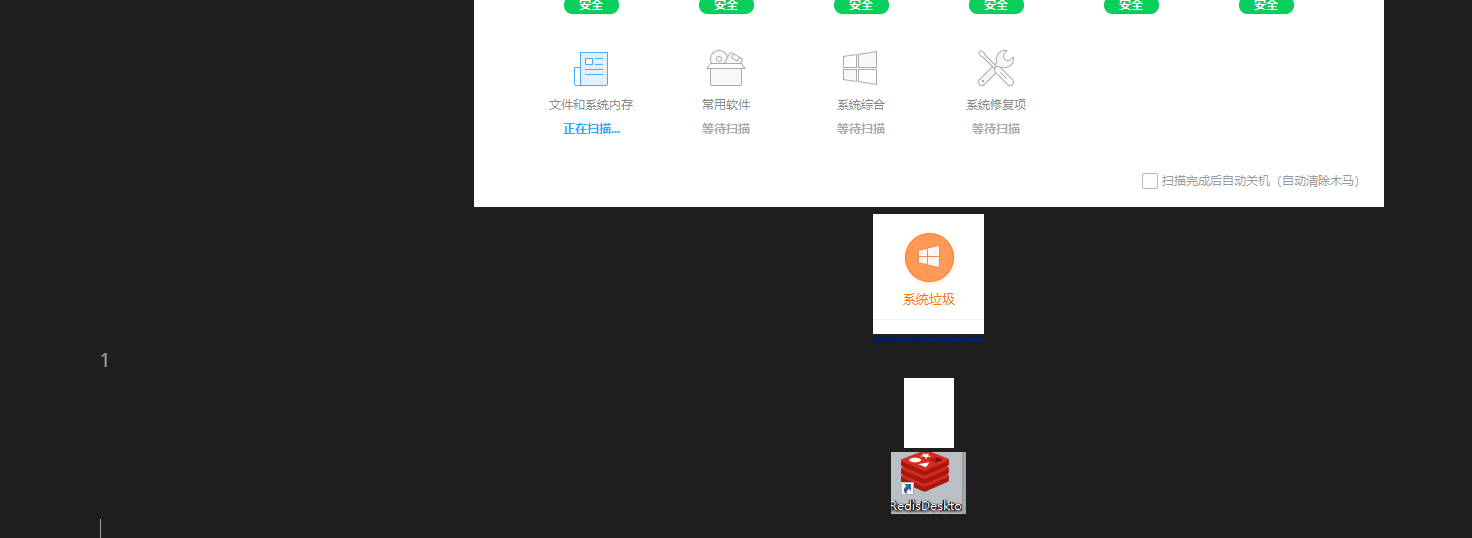 安全 安全 安全 安全 安全 安全
文件和系统内存 常用软件 系统综合 系统修复项
正在扫描... 等待扫描 等待扫描 等待扫描
扫描完成后自动关机（自动清除木马）
系统垃圾
1
RedisDeskto